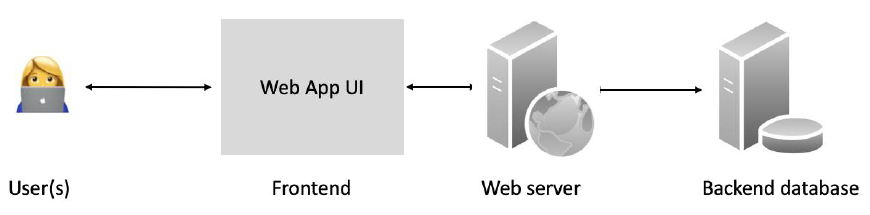 Web App UI
User(s)
Frontend
Web server
Backend database